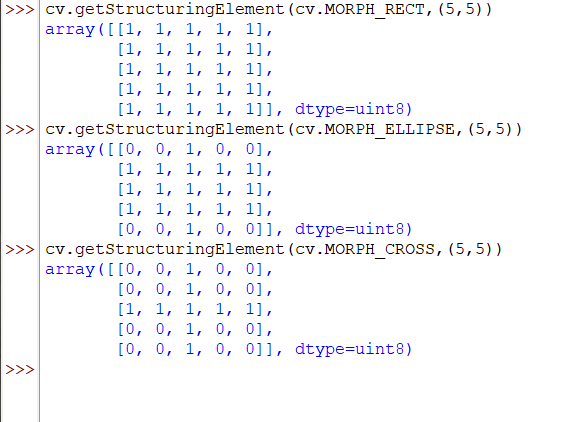 >>> cv.getStructuringElement(cv.MORPH_RECT,(5,5))
array([[1, 1, 1, 1, 1],
       [1, 1, 1, 1, 1],
       [1, 1, 1, 1, 1],
       [1, 1, 1, 1, 1],
       [1, 1, 1, 1, 1]], dtype=uint8)
>>> cv.getStructuringElement(cv.MORPH_ELLIPSE,(5,5))
array([[0, 0, 1, 0, 0],
       [1, 1, 1, 1, 1],
       [1, 1, 1, 1, 1],
       [1, 1, 1, 1, 1],
       [0, 0, 1, 0, 0]], dtype=uint8)
>>> cv.getStructuringElement(cv.MORPH_CROSS,(5,5))
array([[0, 0, 1, 0, 0],
       [0, 0, 1, 0, 0],
       [1, 1, 1, 1, 1],
       [0, 0, 1, 0, 0],
       [0, 0, 1, 0, 0]], dtype=uint8)
>>>